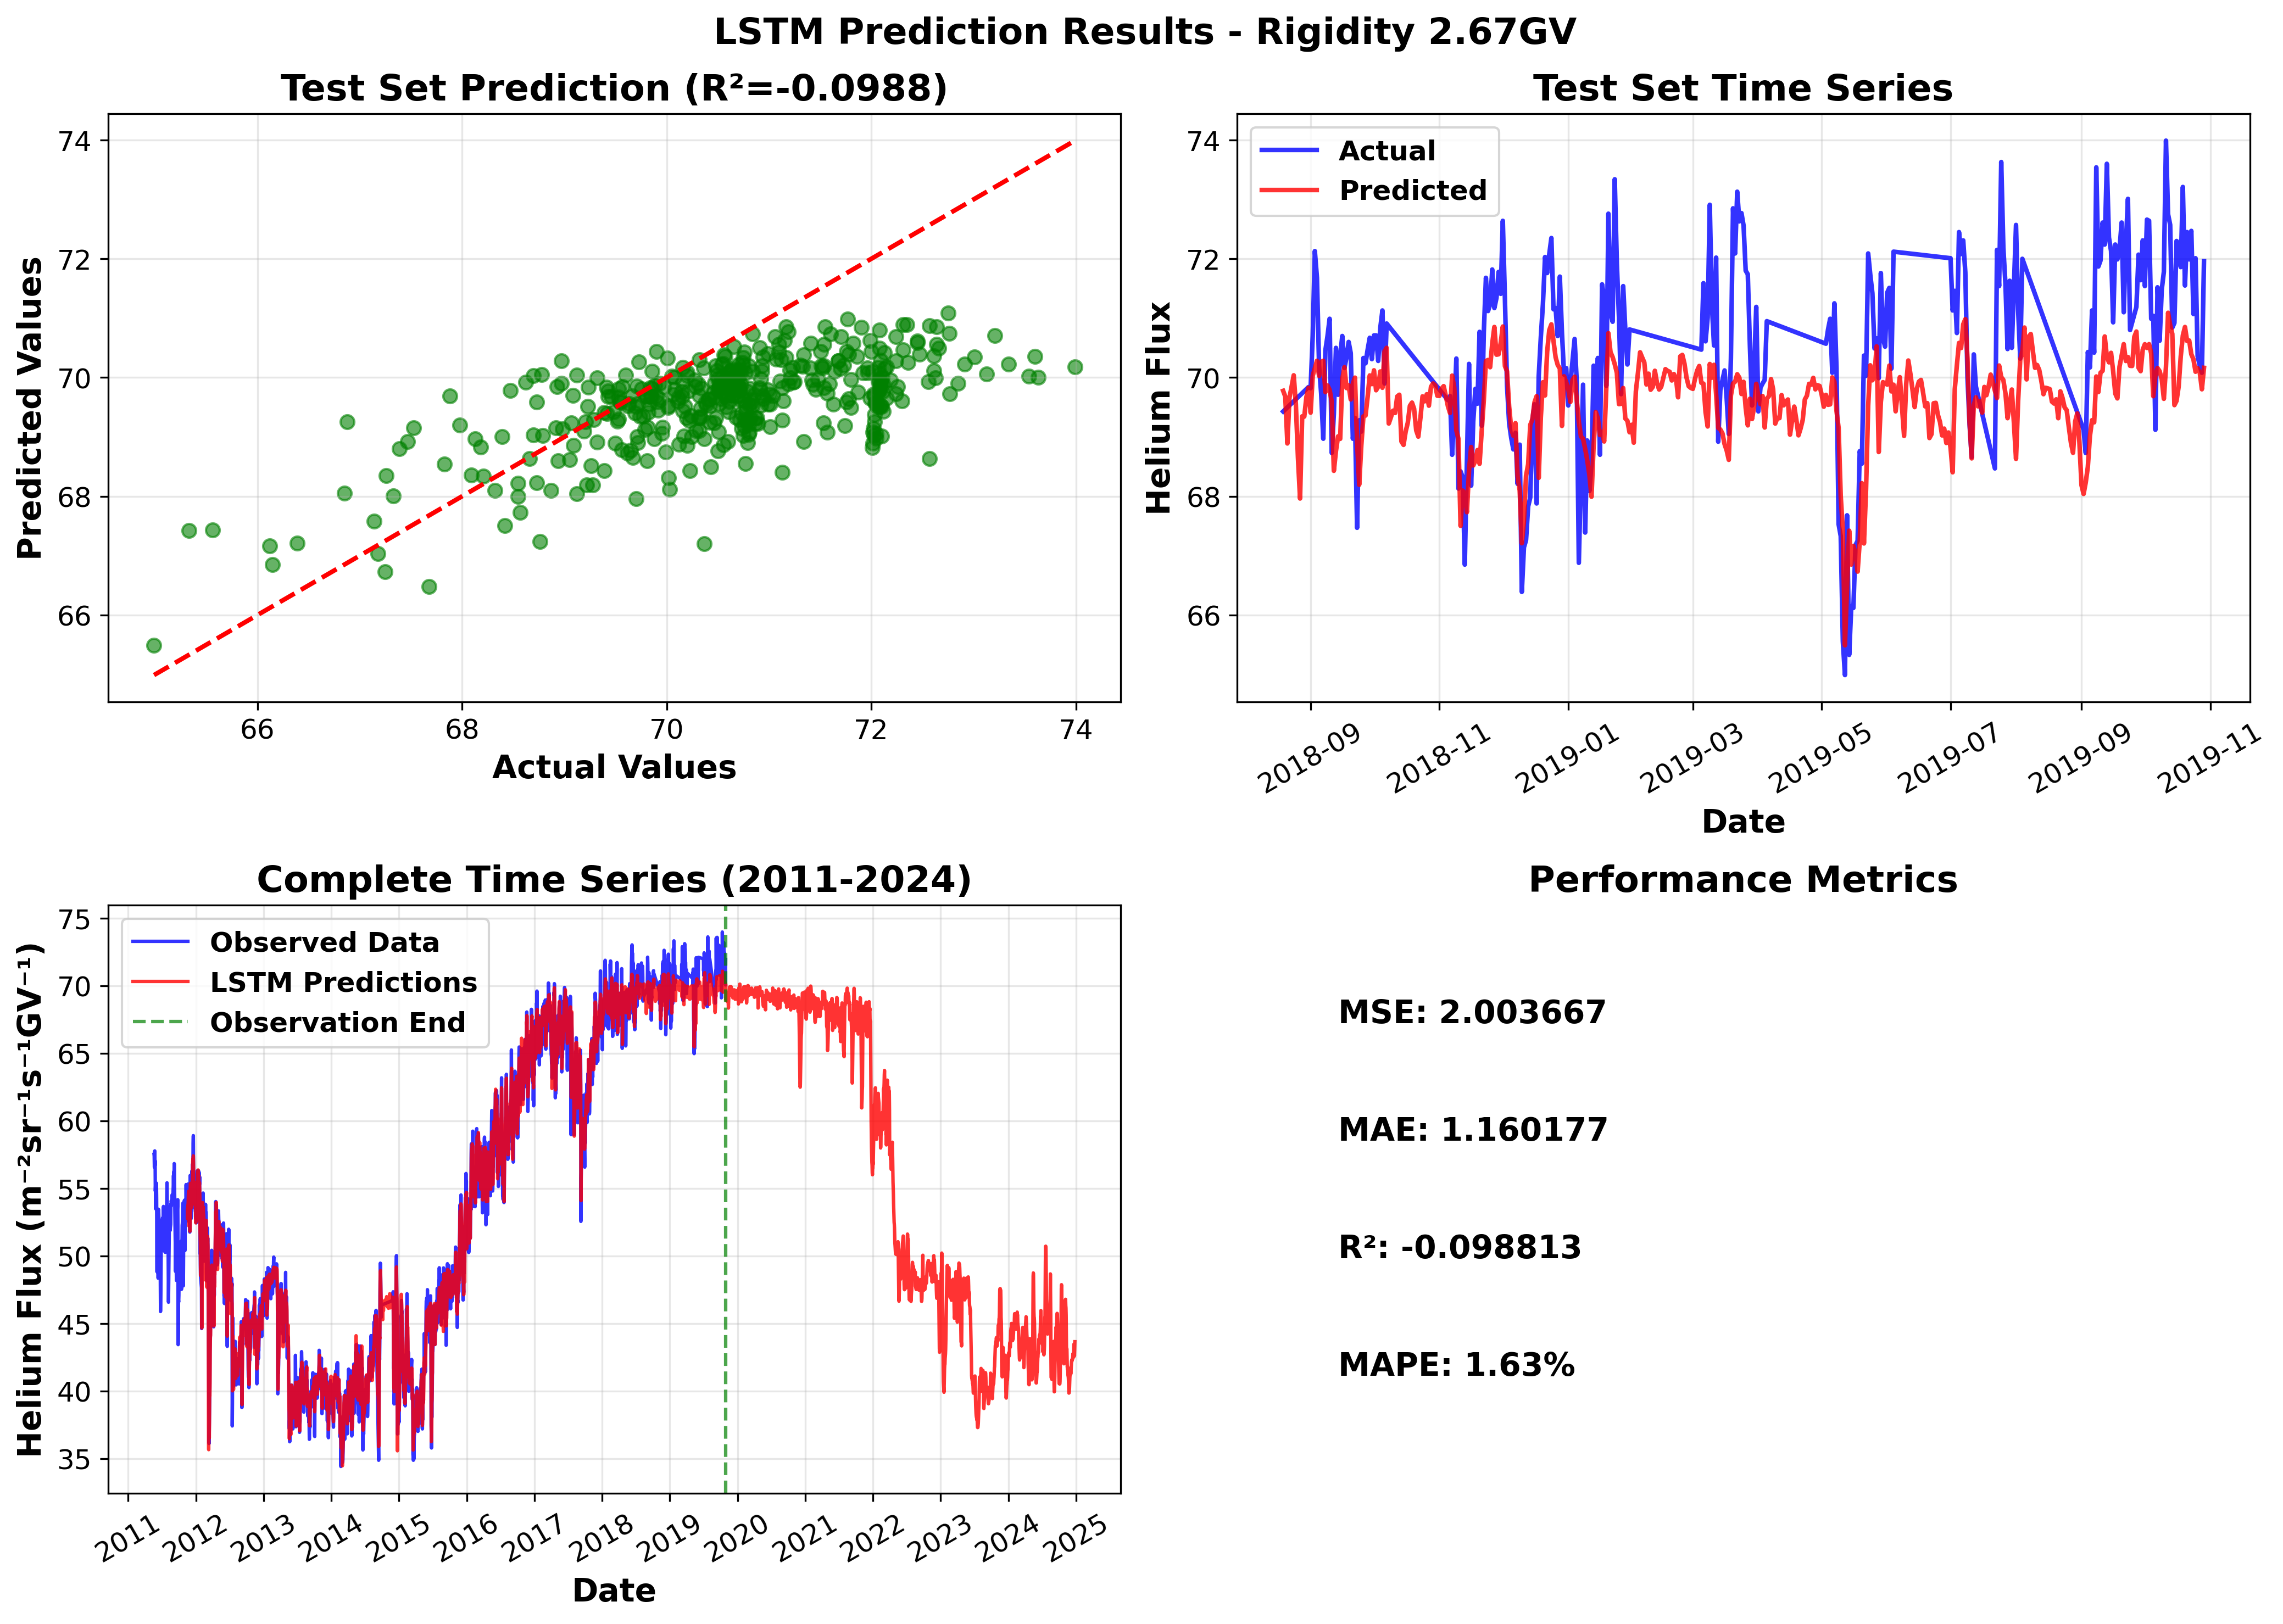 LSTM Prediction Results - Rigidity 2.67GV
Test Set Prediction (R²=-0.0988)
74
72
70
68
66
Predicted Values
66
68
70
72
74
Actual Values
Test Set Time Series
Actual
Predicted
74
72
70
68
66
Helium Flux
2018-09
2018-11
2019-01
2019-03
2019-05
2019-07
2019-09
2019-11
Date
Complete Time Series (2011-2024)
Observed Data
LSTM Predictions
Observation End
75
70
65
60
55
50
45
40
35
Helium Flux (m⁻²sr⁻¹s⁻¹GV⁻¹)
2011
2012
2013
2014
2015
2016
2017
2018
2019
2020
2021
2022
2023
2024
2025
Date
Performance Metrics
MSE: 2.003667
MAE: 1.160177
R²: -0.098813
MAPE: 1.63%